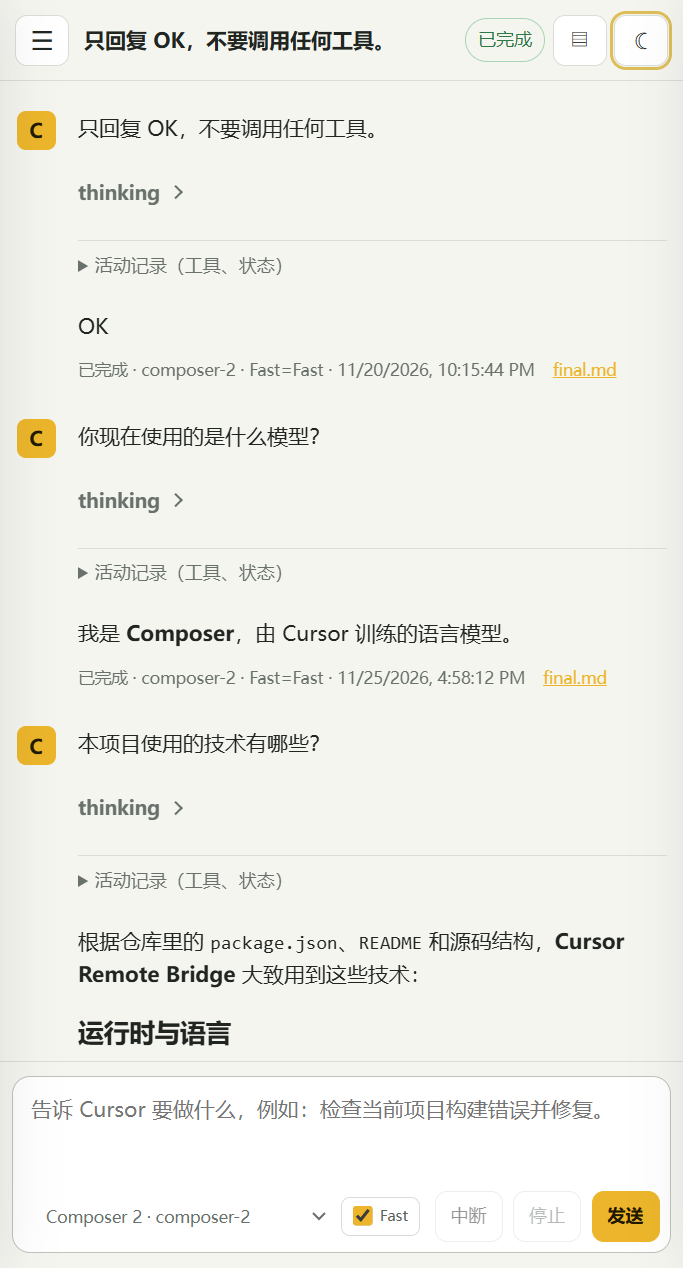 只回复 OK，不要调用任何工具。
已完成
C
只回复 OK，不要调用任何工具。
thinking
活动记录（工具、状态）
OK
已完成 · composer-2 · Fast=Fast · 11/20/2026, 10:15:44 PM final.md
C
你现在使用的是什么模型？
thinking
活动记录（工具、状态）
我是 Composer，由 Cursor 训练的语言模型。
已完成 · composer-2 · Fast=Fast · 11/25/2026, 4:58:12 PM final.md
C
本项目使用的技术有哪些？
thinking
活动记录（工具、状态）
根据仓库里的 package.json、README 和源码结构，Cursor
Remote Bridge 大致用到这些技术：
运行时与语言
告诉 Cursor 要做什么，例如：检查当前项目构建错误并修复。
Composer 2 · composer-2
Fast
中断
停止
发送